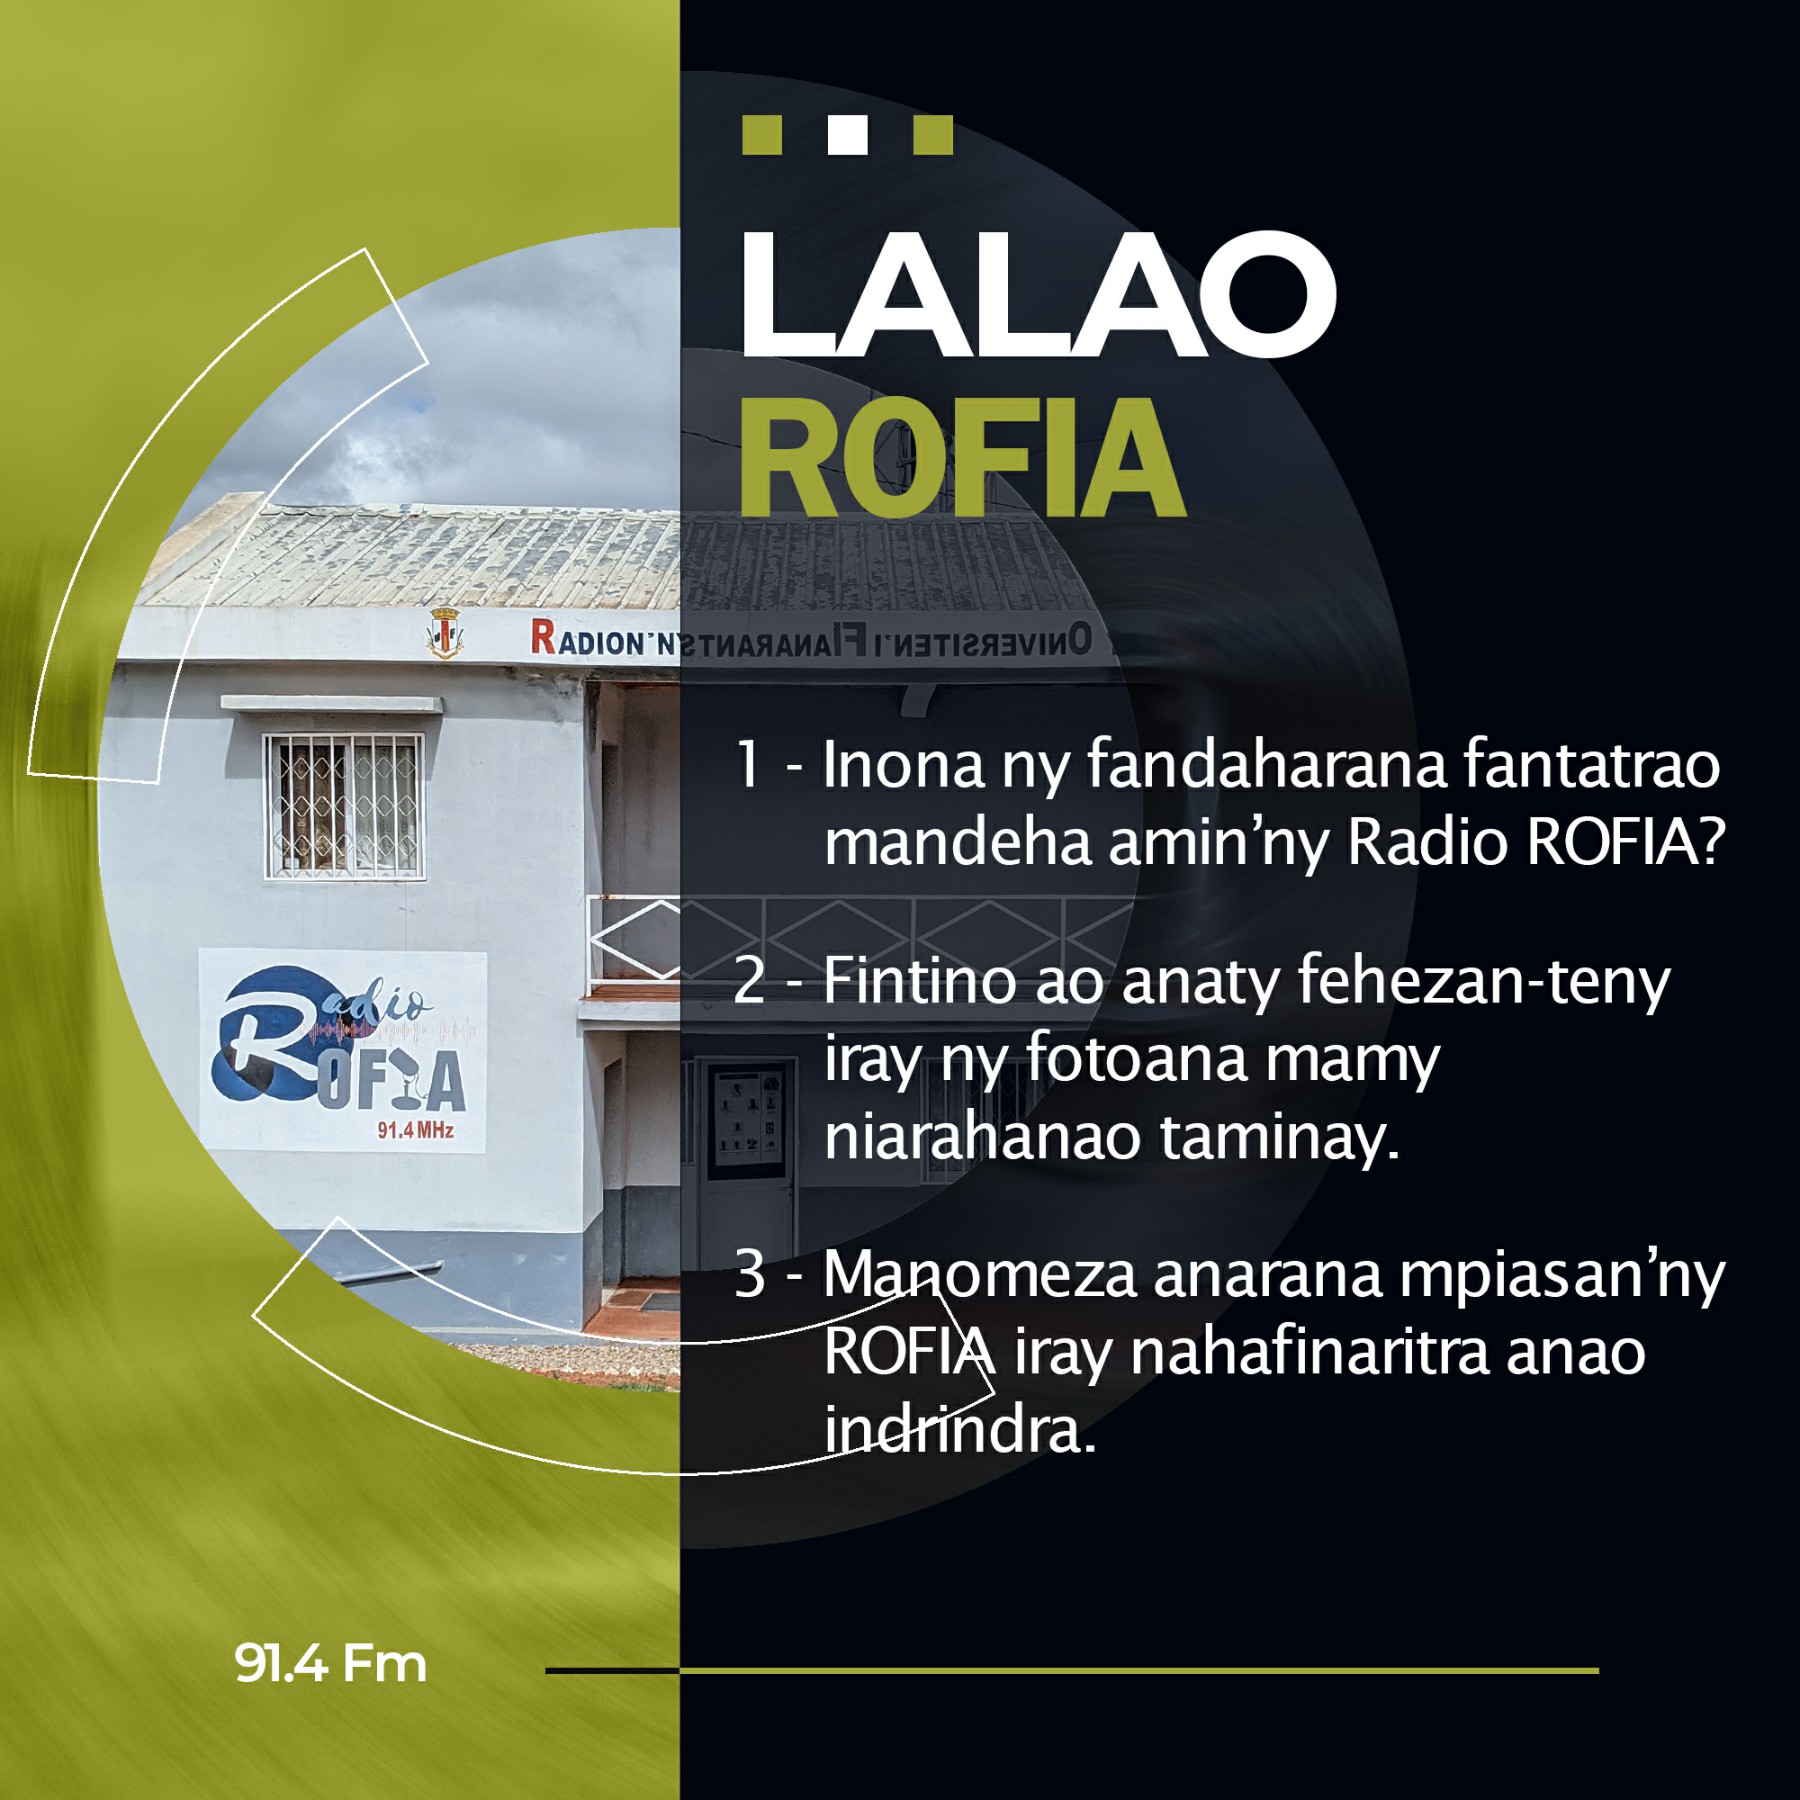 LALAO
ROFIA
RADION'N
ONIVERSITEN'I FIANARANTS
Radio
ROFIA
91.4 MHz
1 - Inona ny fandaharana fantatrao
mandeha amin’ny Radio ROFIA?
2 - Fintino ao anaty fehezan-teny
iray ny fotoana mamy
niarahanao taminay.
3 - Manomeza anarana mpiasan’ny
ROFIA iray nahafinaritra anao
indrindra.
91.4 Fm